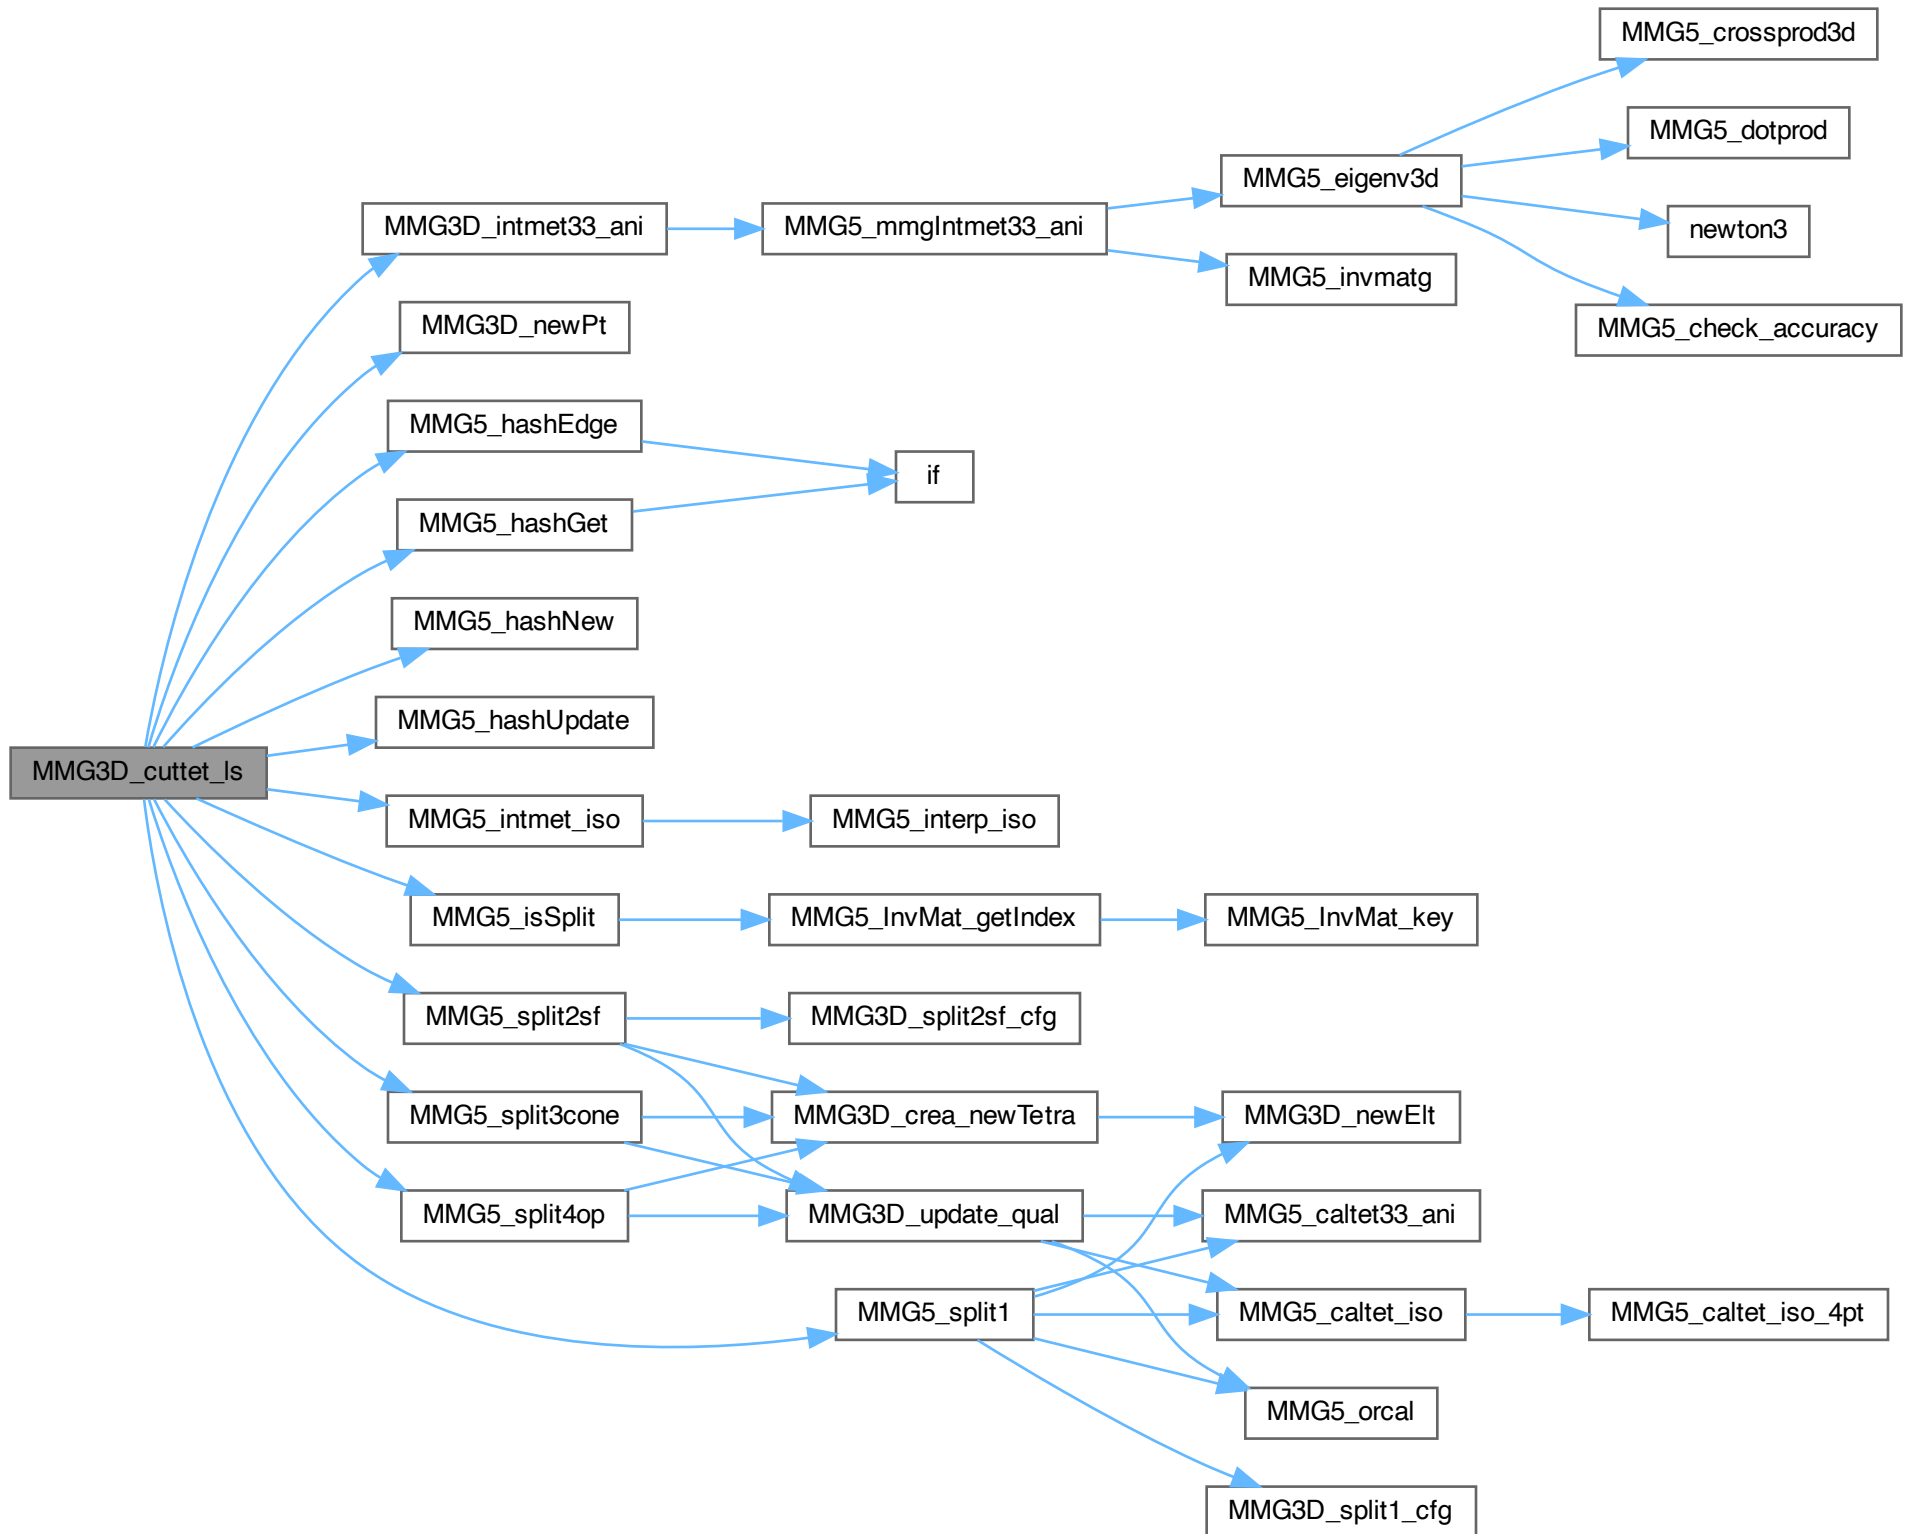 MMG5_crossprod3d
MMG5_dotprod
MMG5_eigenv3d
MMG3D_intmet33_ani
MMG5_mmgIntmet33_ani
newton3
MMG5_invmatg
MMG3D_newPt
MMG5_check_accuracy
MMG5_hashEdge
if
MMG5_hashGet
MMG5_hashNew
MMG5_hashUpdate
MMG3D_cuttet_ls
MMG5_intmet_iso
MMG5_interp_iso
MMG5_isSplit
MMG5_InvMat_getIndex
MMG5_InvMat_key
MMG5_split2sf
MMG3D_split2sf_cfg
MMG5_split3cone
MMG3D_crea_newTetra
MMG3D_newElt
MMG5_split4op
MMG3D_update_qual
MMG5_caltet33_ani
MMG5_split1
MMG5_caltet_iso
MMG5_caltet_iso_4pt
MMG5_orcal
MMG3D_split1_cfg